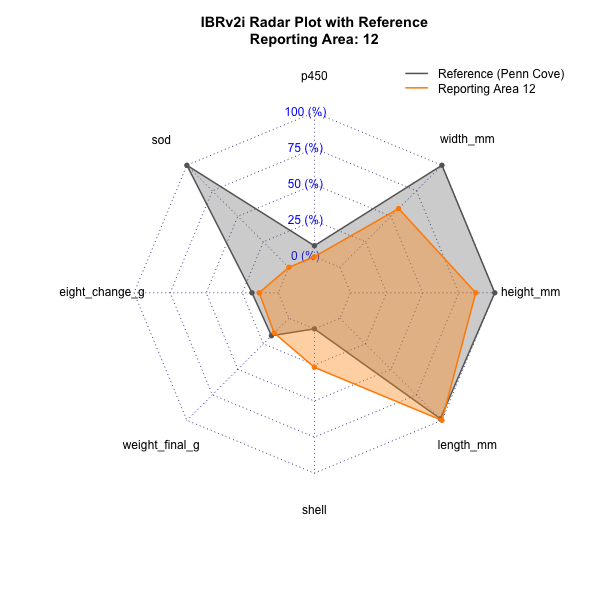 IBRv2i Radar Plot with Reference
Reporting Area: 12
p450
Reference (Penn Cove)
Reporting Area 12
100 (%)
sod
width_mm
75 (%)
50 (%)
25 (%)
0 (%)
eight_change_g
height_mm
weight_final_g
length_mm
shell